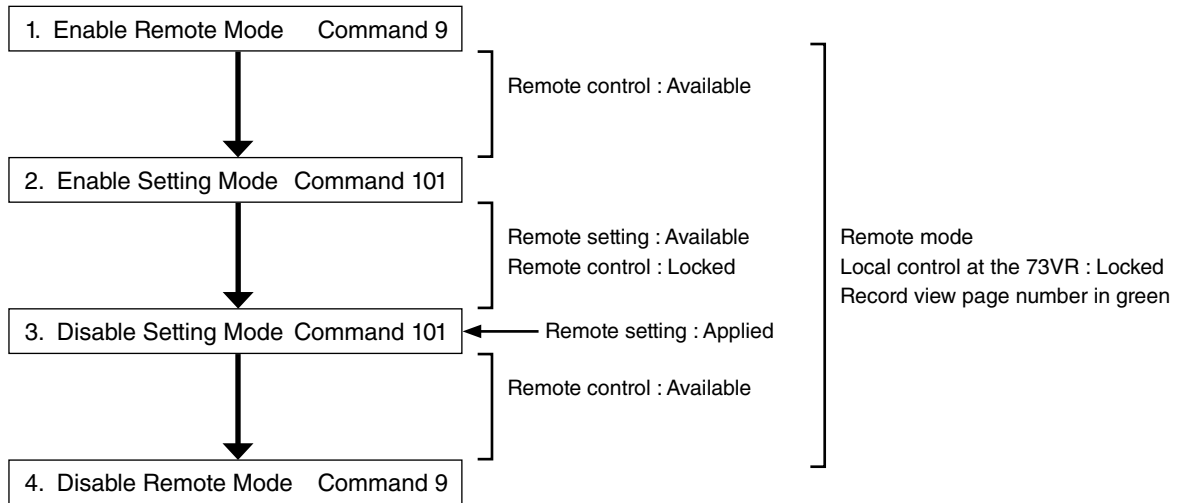 1. Enable Remote Mode Command 9
Remote control : Available
2. Enable Setting Mode Command 101
Remote setting : Available
Remote control : Locked
Remote mode
Local control at the 73VR : Locked
Record view page number in green
3. Disable Setting Mode Command 101
Remote setting : Applied
Remote control : Available
4. Disable Remote Mode Command 9